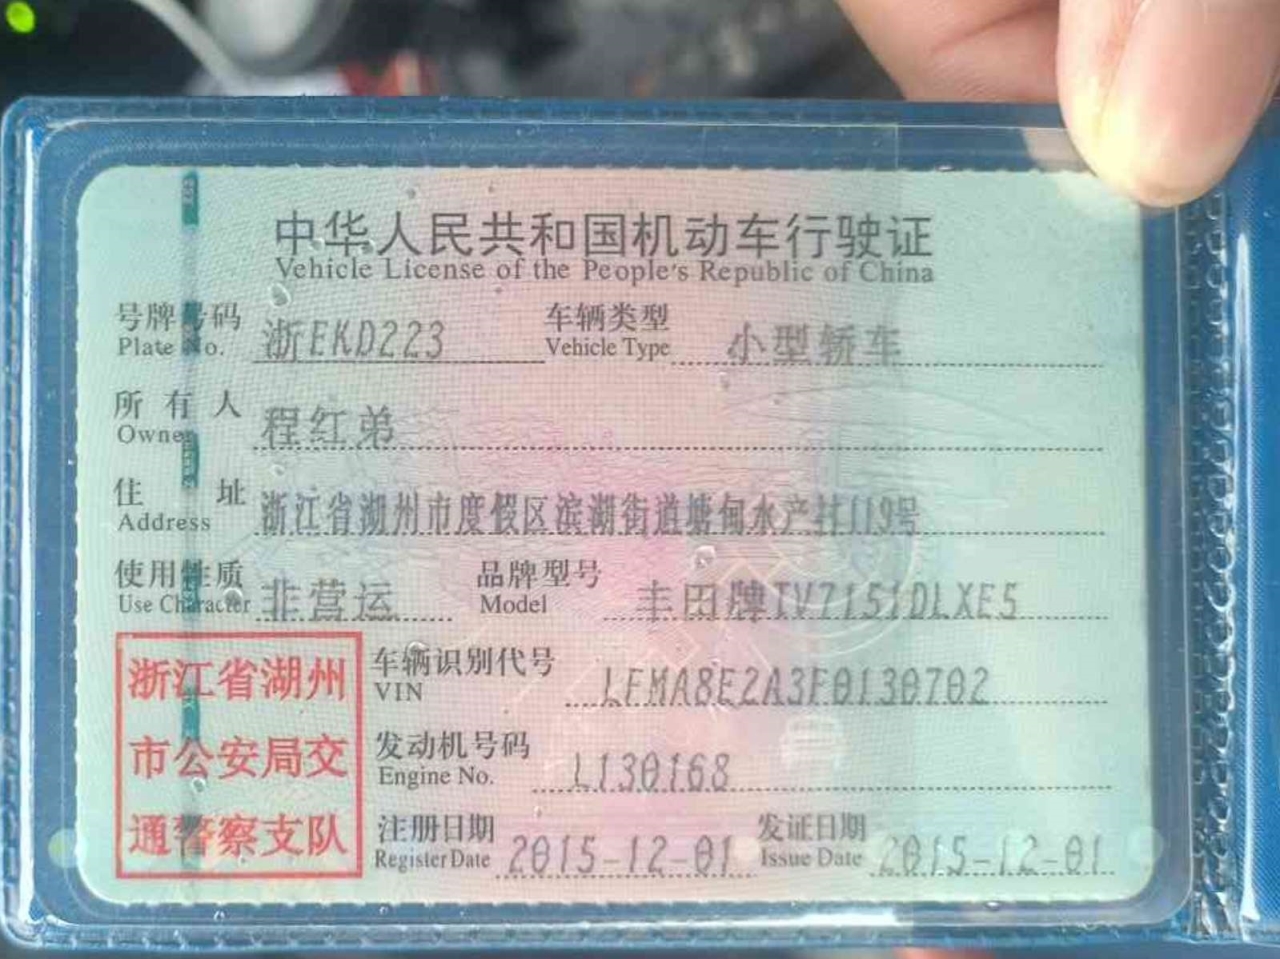 中华人民共和国机动车行驶证
Vehicle License of the People's Republic of China
号牌号码 浙EKD223 车辆类型 小型轿车
Plate No. Vehicle Type
所有人 程红弟
Owner
住址 浙江省湖州市度假区滨湖街道塘甸水产村119号
Address
使用性质 非营运 品牌型号 丰田牌TV7151DLXE5
Use Character Model
浙江省湖州 车辆识别代号 LFMA8E2A3F0130702
VIN
市公安局交 发动机号码 L130168
Engine No.
通警察支队 注册日期 2015-12-01 发证日期 2015-12-01
Register Date Issue Date